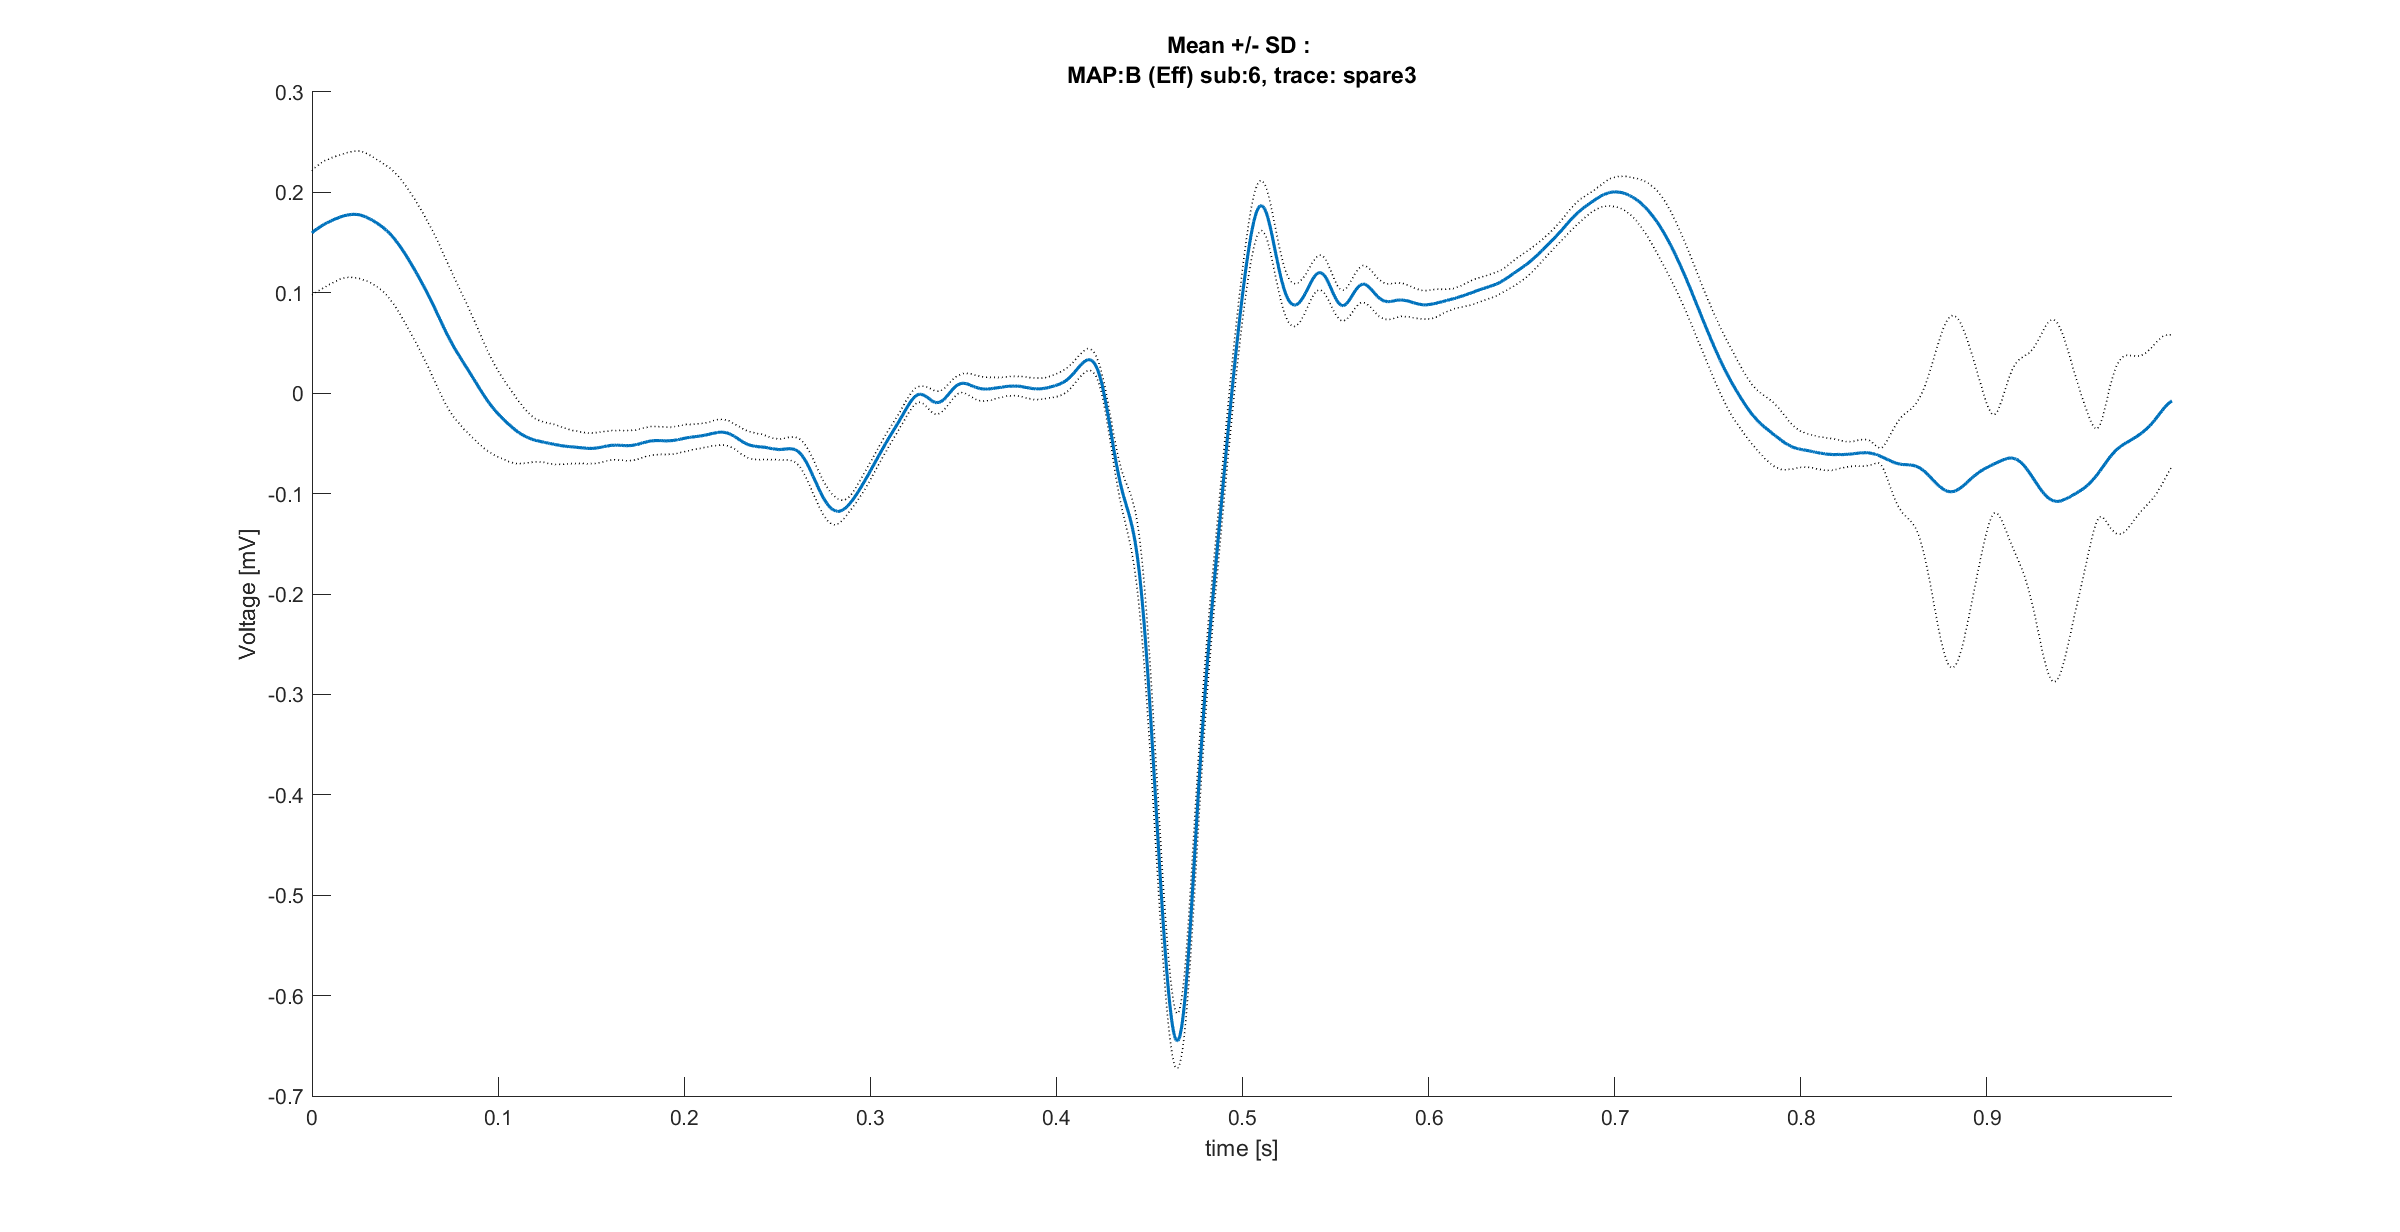 Mean +/- SD :
MAP:B (Eff) sub:6, trace: spare3
0.3
0.2
0.1
0
-0.1
-0.2
-0.3
-0.4
-0.5
-0.6
-0.7
Voltage [mV]
0 0.1 0.2 0.3 0.4 0.5 0.6 0.7 0.8 0.9
time [s]